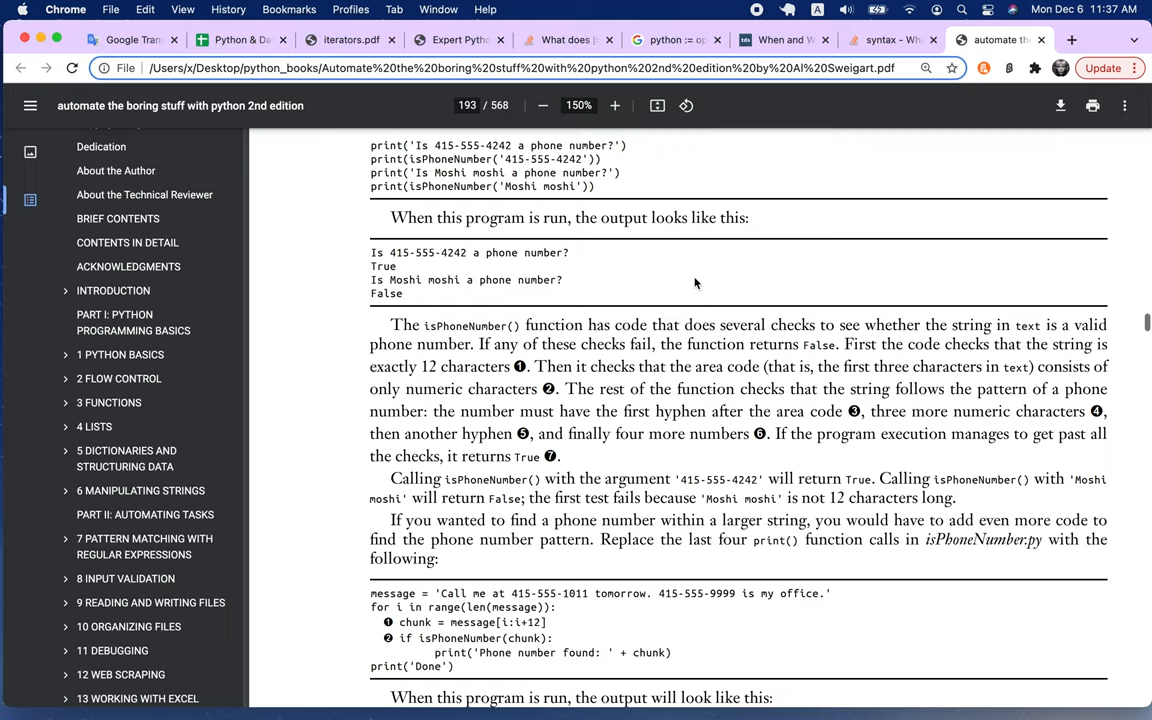 Chrome File Edit View History Bookmarks Profiles Tab Window Help A Mon Dec 6 11:37 AM
Google Tran Python & Da iterators.pdf Expert Pytho What does | python := op tds When and W syntax - Wha automate the
File /Users/x/Desktop/python_books/Automate%20the%20boring%20stuff%20with%20python%202nd%20edition%20by%20Al%20Sweigart.pdf Update
automate the boring stuff with python 2nd edition 193 / 568 150%
Dedication
About the Author
About the Technical Reviewer
BRIEF CONTENTS
CONTENTS IN DETAIL
ACKNOWLEDGMENTS
INTRODUCTION
PART I: PYTHON
PROGRAMMING BASICS
1 PYTHON BASICS
2 FLOW CONTROL
3 FUNCTIONS
4 LISTS
5 DICTIONARIES AND
STRUCTURING DATA
6 MANIPULATING STRINGS
PART II: AUTOMATING TASKS
7 PATTERN MATCHING WITH
REGULAR EXPRESSIONS
8 INPUT VALIDATION
9 READING AND WRITING FILES
10 ORGANIZING FILES
11 DEBUGGING
12 WEB SCRAPING
13 WORKING WITH EXCEL
print('Is 415-555-4242 a phone number?')
print(isPhoneNumber('415-555-4242'))
print('Is Moshi moshi a phone number?')
print(isPhoneNumber('Moshi moshi'))
When this program is run, the output looks like this:
Is 415-555-4242 a phone number?
True
Is Moshi moshi a phone number?
False
The isPhoneNumber() function has code that does several checks to see whether the string in text is a valid
phone number. If any of these checks fail, the function returns False. First the code checks that the string is
exactly 12 characters ❶. Then it checks that the area code (that is, the first three characters in text) consists of
only numeric characters ❷. The rest of the function checks that the string follows the pattern of a phone
number: the number must have the first hyphen after the area code ❸, three more numeric characters ❹,
then another hyphen ❺, and finally four more numbers ❻. If the program execution manages to get past all
the checks, it returns True ❼.
Calling isPhoneNumber() with the argument '415-555-4242' will return True. Calling isPhoneNumber() with 'Moshi
moshi' will return False; the first test fails because 'Moshi moshi' is not 12 characters long.
If you wanted to find a phone number within a larger string, you would have to add even more code to
find the phone number pattern. Replace the last four print() function calls in isPhoneNumber.py with the
following:
message = 'Call me at 415-555-1011 tomorrow. 415-555-9999 is my office.'
for i in range(len(message)):
❶ chunk = message[i:i+12]
❷ if isPhoneNumber(chunk):
print('Phone number found: ' + chunk)
print('Done')
When this program is run, the output will look like this: